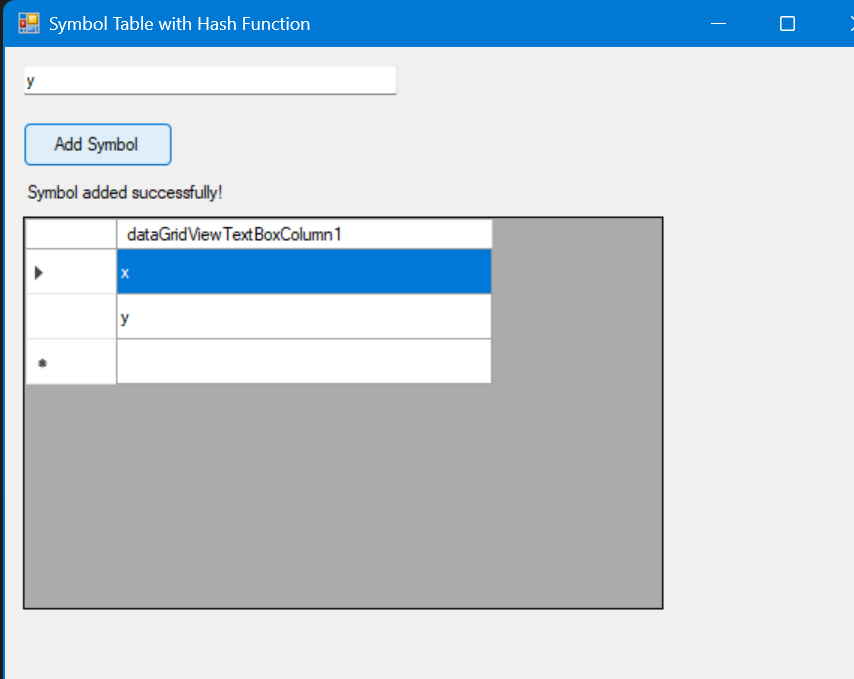 Symbol Table with Hash Function
y
Add Symbol
Symbol added successfully!
dataGridViewTextBoxColumn1
x
y